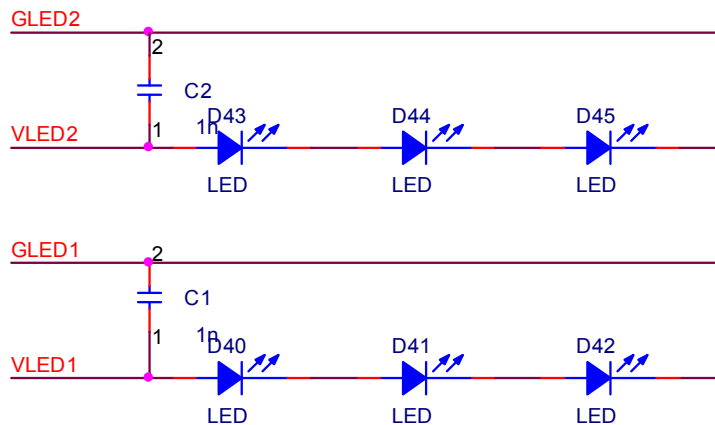 GLED2
2
C2
D43 D44 D45
VLED2 1 1n
LED LED LED
GLED1
2
C1
1 1n
D40 D41 D42
VLED1
LED LED LED